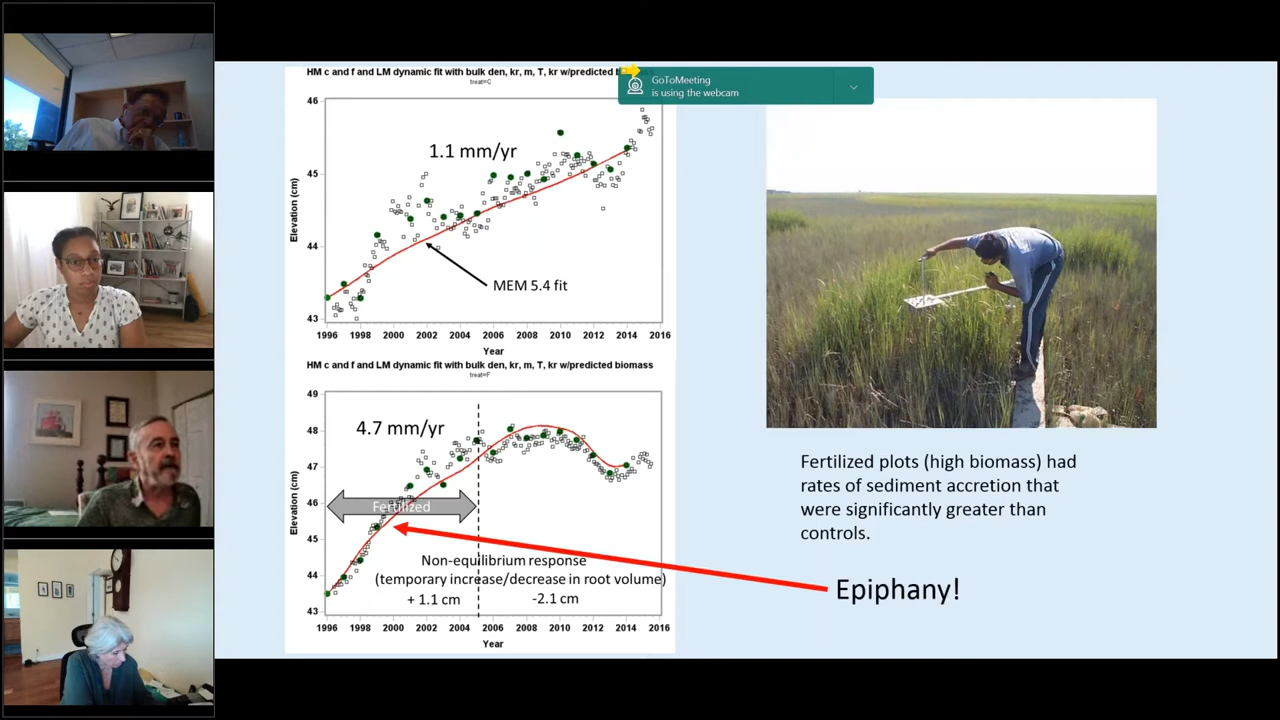 HM c and f and LM dynamic fit with bulk den, kr, m, T, kr w/predicted b
treat=C
GoToMeeting
is using the webcam
46
45
44
43
Elevation (cm)
1.1 mm/yr
MEM 5.4 fit
1996 1998 2000 2002 2004 2006 2008 2010 2012 2014 2016
Year
HM c and f and LM dynamic fit with bulk den, kr, m, T, kr w/predicted biomass
treat=F
49
48
47
46
45
44
43
Elevation (cm)
4.7 mm/yr
Fertilized
Non-equilibrium response
(temporary increase/decrease in root volume)
+ 1.1 cm
-2.1 cm
1996 1998 2000 2002 2004 2006 2008 2010 2012 2014 2016
Year
Fertilized plots (high biomass) had
rates of sediment accretion that
were significantly greater than
controls.
Epiphany!